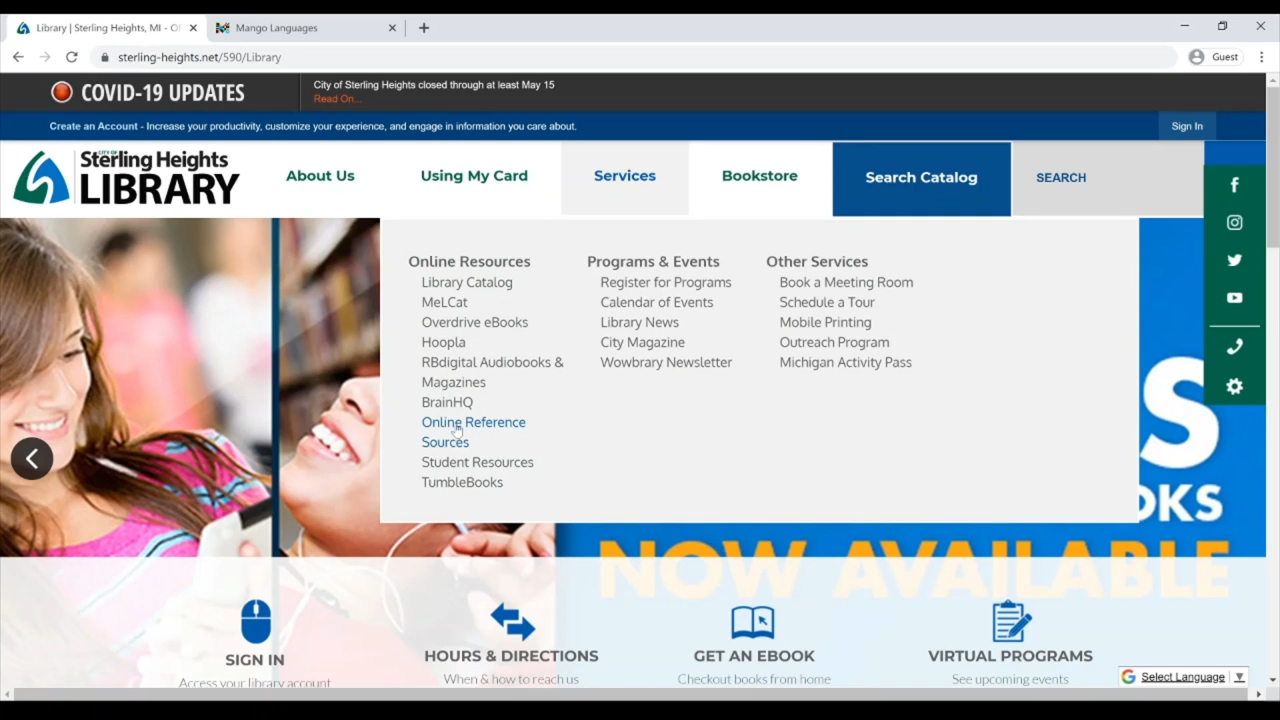 Library | Sterling Heights, MI - Of
Mango Languages
sterling-heights.net/590/Library
Guest
COVID-19 UPDATES
City of Sterling Heights closed through at least May 15
Read On...
Create an Account - Increase your productivity, customize your experience, and engage in information you care about.
Sign In
CITY OF
Sterling Heights
LIBRARY
About Us
Using My Card
Services
Bookstore
Search Catalog
SEARCH
Online Resources
Library Catalog
MeLCat
Overdrive eBooks
Hoopla
RBdigital Audiobooks &
Magazines
BrainHQ
Online Reference
Sources
Student Resources
TumbleBooks
Programs & Events
Register for Programs
Calendar of Events
Library News
City Magazine
Wowbrary Newsletter
Other Services
Book a Meeting Room
Schedule a Tour
Mobile Printing
Outreach Program
Michigan Activity Pass
S
OKS
NOW AVAILABLE
SIGN IN
Access your library account
HOURS & DIRECTIONS
When & how to reach us
GET AN EBOOK
Checkout books from home
VIRTUAL PROGRAMS
See upcoming events
Select Language